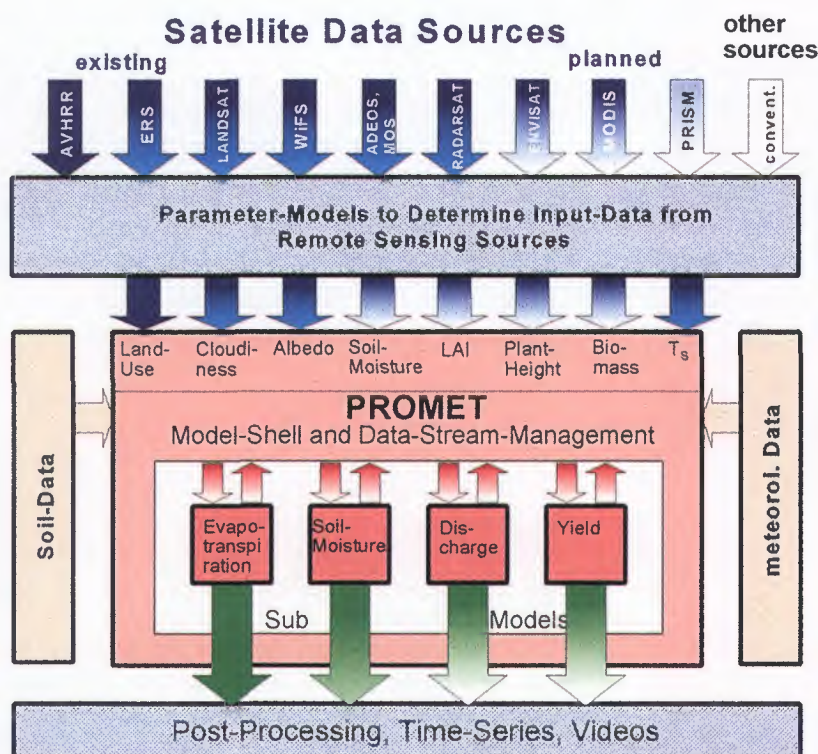 Satellite Data Sources
other
sources
existing
planned
AVHRR
ERS
LANDSAT
WiFS
ADEOS,
MOS
RADARSAT
ENVISAT
MODIS
PRISM
convent.
Parameter-Models to Determine Input-Data from
Remote Sensing Sources
Land-
Use
Cloudi-
ness
Albedo
Soil-
Moisture
LAI
Plant-
Height
Bio-
mass
Ts
PROMET
Model-Shell and Data-Stream-Management
Soil-Data
meteorol. Data
Evapo-
transpi
ration
Soil-
Moisture
Dis-
charge
Yield
Sub Models
Post-Processing, Time-Series, Videos